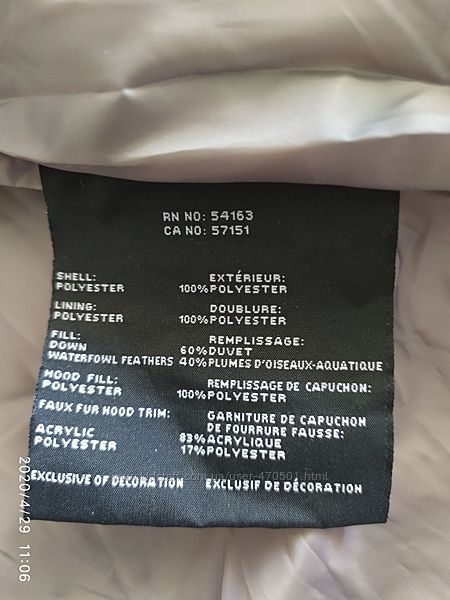 RN NO: 54163
CA NO: 57151
SHELL: EXTÉRIEUR:
POLYESTER 100% POLYESTER
LINING: DOUBLURE:
POLYESTER 100% POLYESTER
FILL: REMPLISSAGE:
DOWN 60% DUVET
WATERFOWL FEATHERS 40% PLUMES D'OISEAUX-AQUATIQUE
HOOD FILL: REMPLISSAGE DE CAPUCHON:
POLYESTER 100% POLYESTER
FAUX FUR HOOD TRIM: GARNITURE DE CAPUCHON
DE FOURRURE FAUSSE:
ACRYLIC 83% ACRYLIQUE
POLYESTER 17% POLYESTER
EXCLUSIVE OF DECORATION EXCLUSIF DE DÉCORATION
2020/4/29 11:06